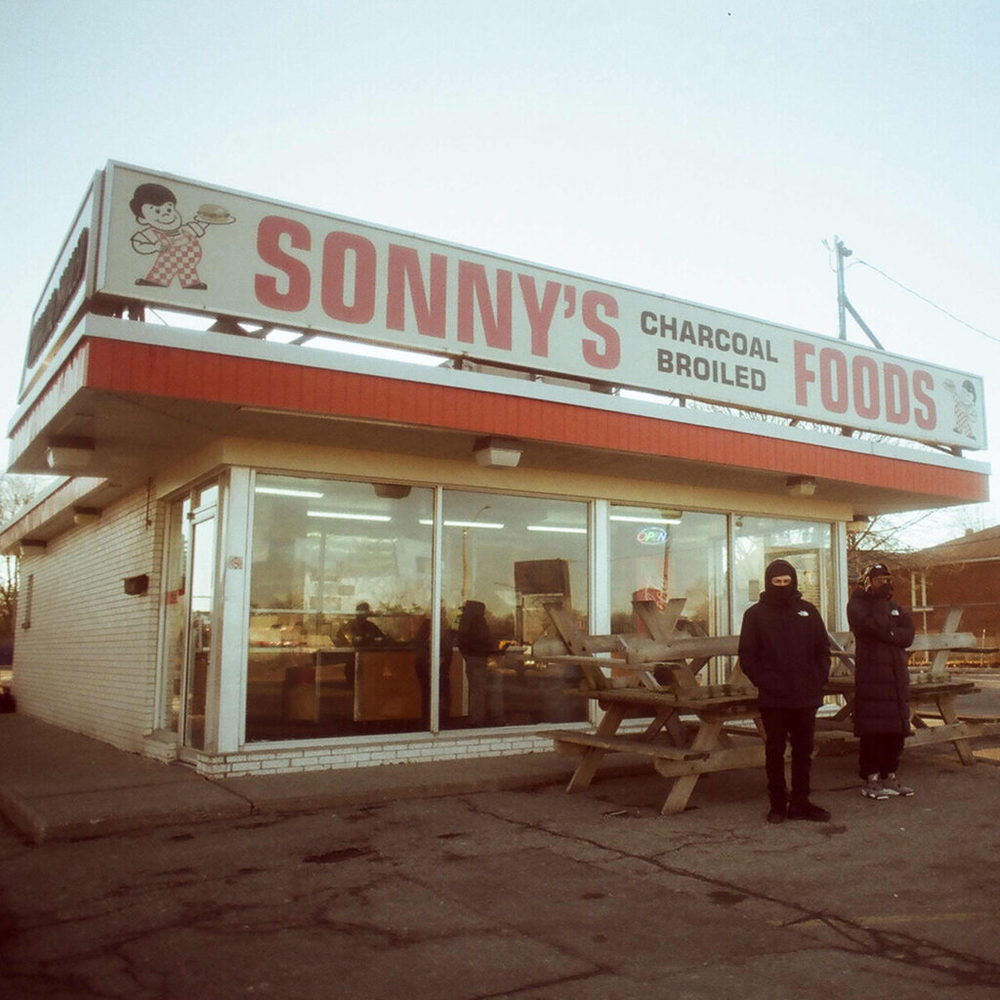 SONNY'S
CHARCOAL
BROILED
FOODS
OPEN